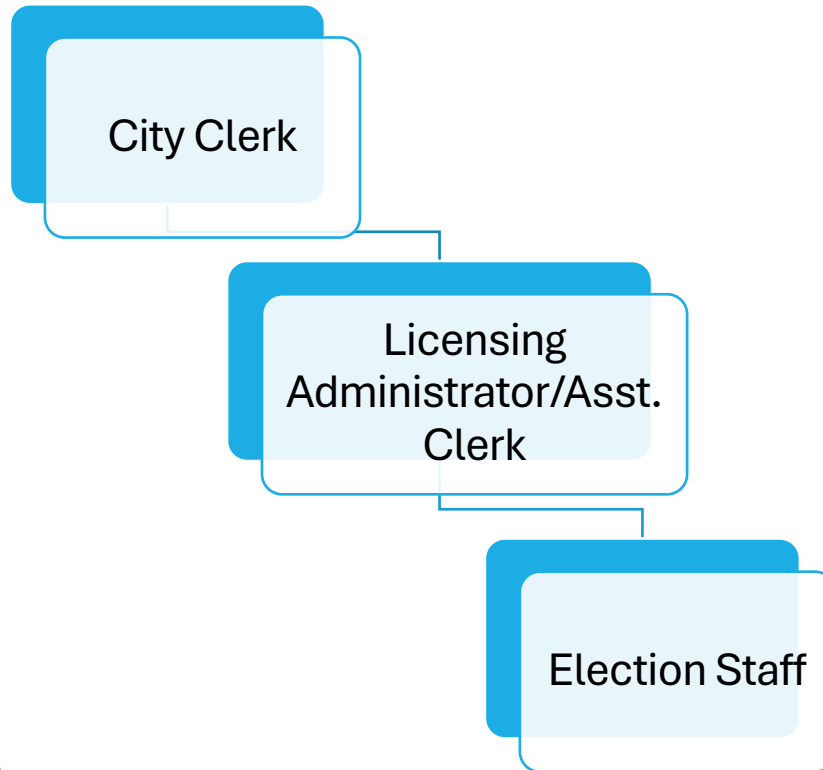 City Clerk
Licensing
Administrator/Asst.
Clerk
Election Staff